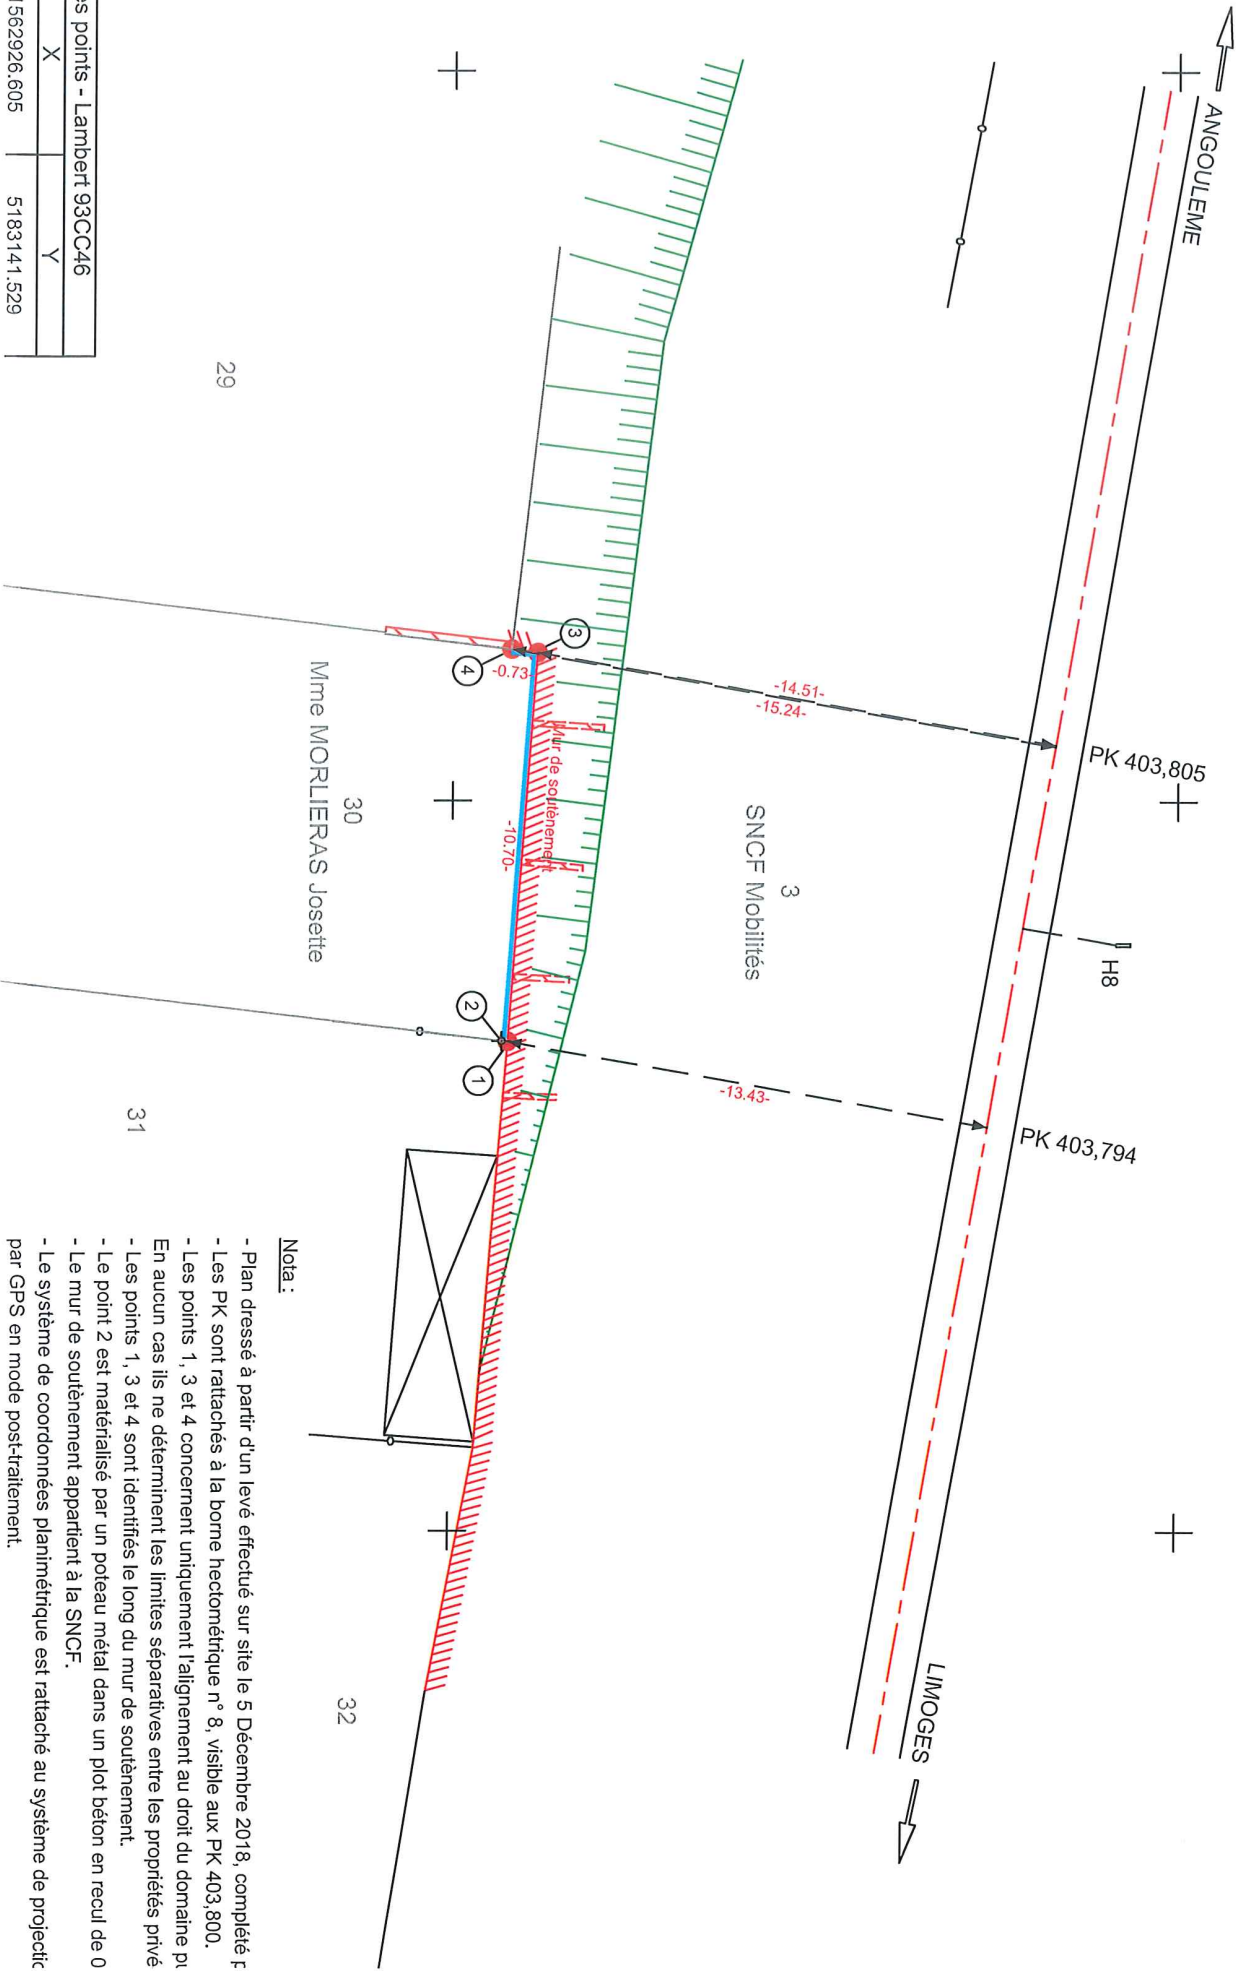 ANGOULEME
LIMOGES
PK 403,805
PK 403,794
H8
-14.51-
-15.24-
-13.43-
3
SNCF Mobilités
Mur de soutènement
-10.70-
-0.73-
3
4
2
1
29
30
Mme MORLIERAS Josette
31
32
es points - Lambert 93CC46
X
Y
1562926.605
5183141.529
Nota :
- Plan dressé à partir d'un levé effectué sur site le 5 Décembre 2018, complété p
- Les PK sont rattachés à la borne hectométrique n° 8, visible aux PK 403,800.
- Les points 1, 3 et 4 concernent uniquement l'alignement au droit du domaine pu
En aucun cas ils ne déterminent les limites séparatives entre les propriétés privé
- Les points 1, 3 et 4 sont identifiés le long du mur de soutènement.
- Le point 2 est matérialisé par un poteau métal dans un plot béton en recul de 0
- Le mur de soutènement appartient à la SNCF.
- Le système de coordonnées planimétrique est rattaché au système de projectic
par GPS en mode post-traitement.